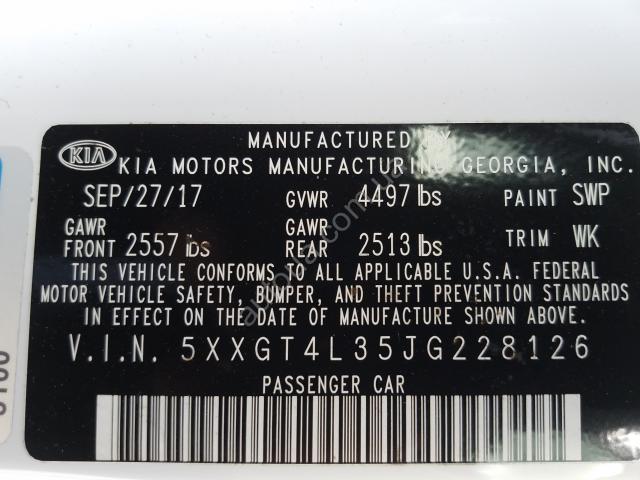 MANUFACTURED BY
KIA KIA MOTORS MANUFACTURING GEORGIA, INC.
SEP/27/17 GVWR 4497 lbs PAINT SWP
GAWR FRONT 2557 lbs GAWR REAR 2513 lbs TRIM WK
THIS VEHICLE CONFORMS TO ALL APPLICABLE U.S.A. FEDERAL
MOTOR VEHICLE SAFETY, BUMPER, AND THEFT PREVENTION STANDARDS
IN EFFECT ON THE DATE OF MANUFACTURE SHOWN ABOVE.
V.I.N. 5XXGT4L35JG228126
PASSENGER CAR